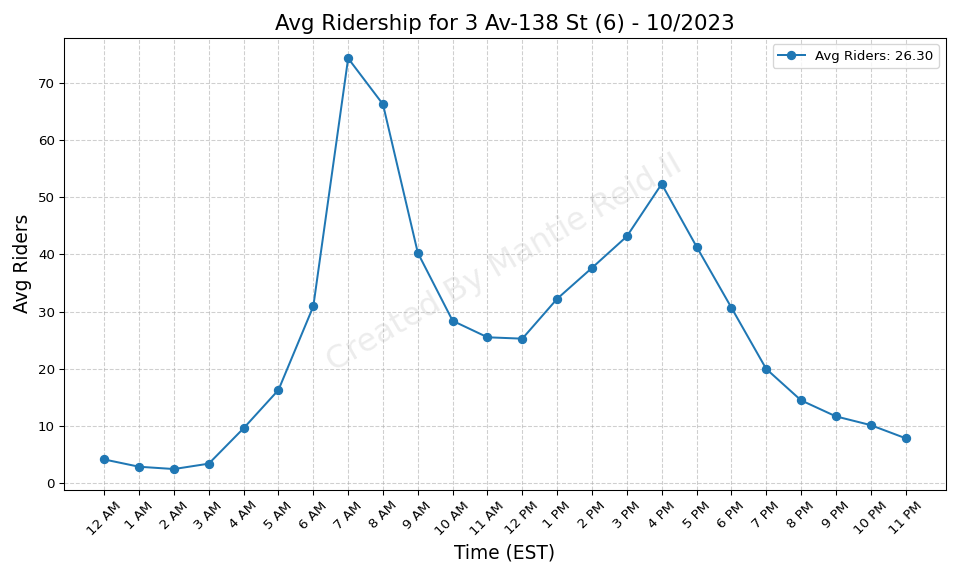 Avg Ridership for 3 Av-138 St (6) - 10/2023
Avg Riders: 26.30
Avg Riders
70
60
50
40
30
20
10
0
Created By Mantle Reid,II
12 AM 1 AM 2 AM 3 AM 4 AM 5 AM 6 AM 7 AM 8 AM 9 AM 10 AM 11 AM 12 PM 1 PM 2 PM 3 PM 4 PM 5 PM 6 PM 7 PM 8 PM 9 PM 10 PM 11 PM
Time (EST)